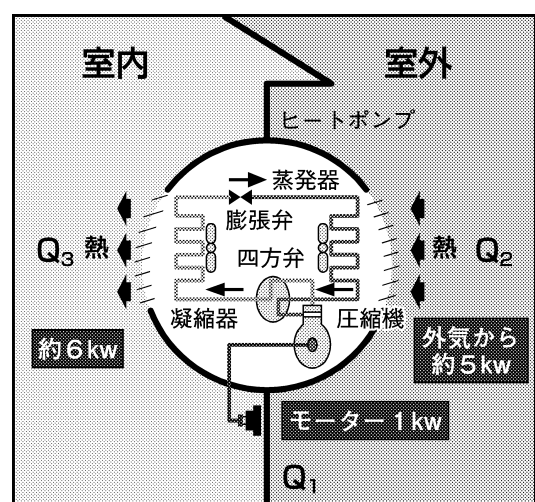 室内
室外
ヒートポンプ
蒸発器
膨張弁
四方弁
Q3 熱
熱 Q2
凝縮器
圧縮機
約6kw
外気から
約5kw
モーター1kw
Q1